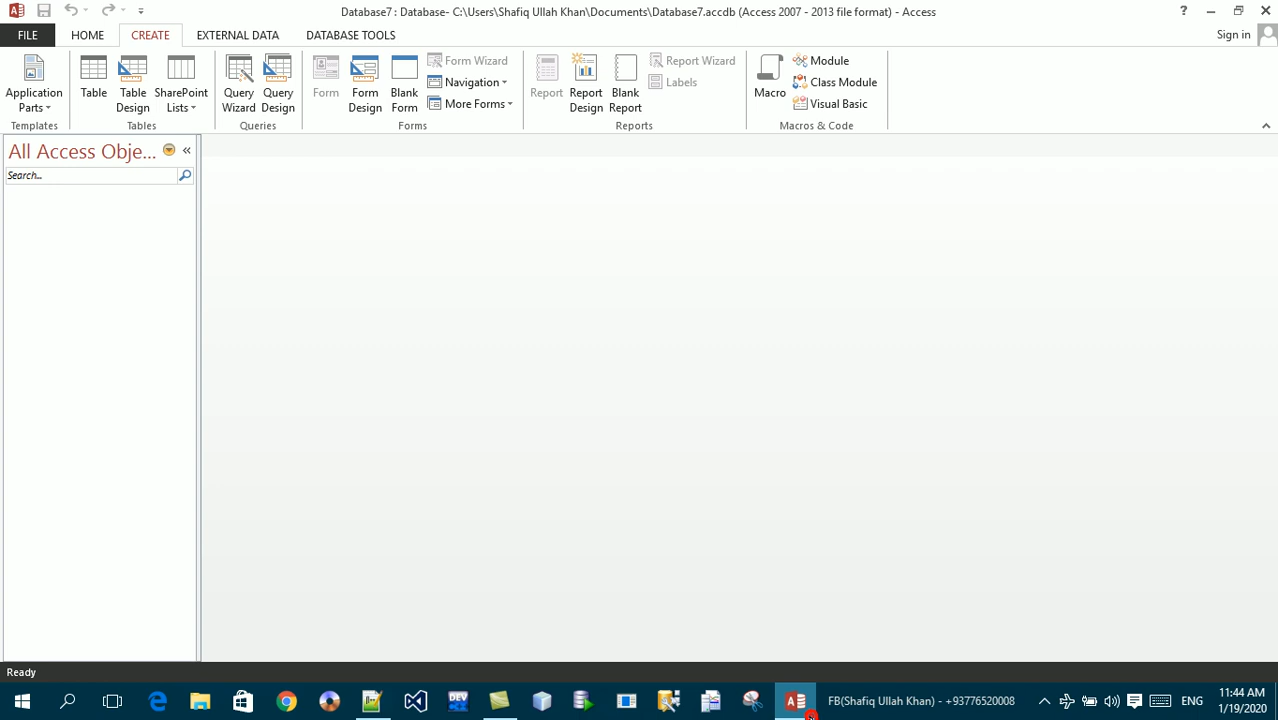 Database7 : Database- C:\Users\Shafiq Ullah Khan\Documents\Database7.accdb (Access 2007 - 2013 file format) - Access
?
FILE
HOME
CREATE
EXTERNAL DATA
DATABASE TOOLS
Sign in
Application
Parts
Templates
Table
Table
Design
SharePoint
Lists
Tables
Query
Wizard
Query
Design
Queries
Form
Form
Design
Blank
Form
Form Wizard
Navigation
More Forms
Forms
Report
Report
Design
Blank
Report
Report Wizard
Labels
Reports
Macro
Module
Class Module
Visual Basic
Macros & Code
All Access Obje...
Search...
Ready
DEV
FB(Shafiq Ullah Khan) - +93776520008
ENG
11:44 AM
1/19/2020